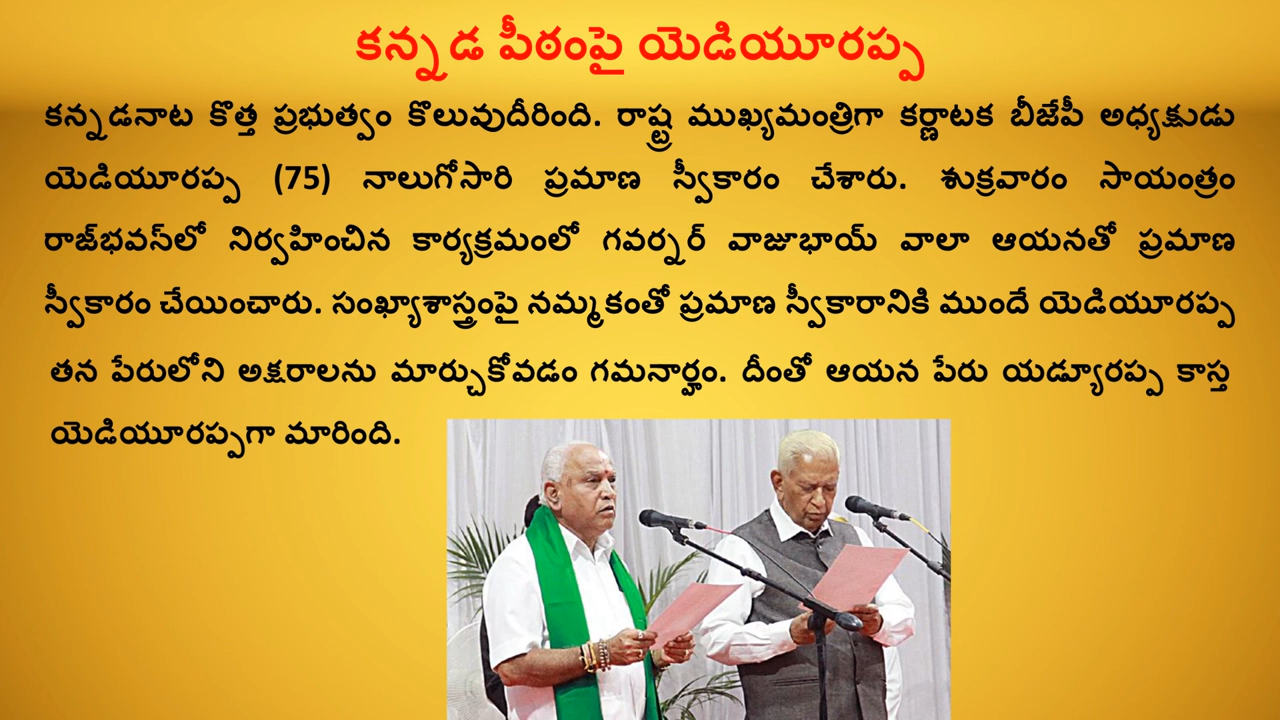 కన్నడ పీఠంపై యెడియూరప్ప
కన్నడనాట కొత్త ప్రభుత్వం కొలువుదీరింది. రాష్ట్ర ముఖ్యమంత్రిగా కర్ణాటక బీజేపీ అధ్యక్షుడు
యెడియూరప్ప (75) నాలుగోసారి ప్రమాణ స్వీకారం చేశారు. శుక్రవారం సాయంత్రం
రాజ్‌భవన్‌లో నిర్వహించిన కార్యక్రమంలో గవర్నర్ వాజూభాయ్ వాలా ఆయనతో ప్రమాణ
స్వీకారం చేయించారు. సంఖ్యాశాస్త్రంపై నమ్మకంతో ప్రమాణ స్వీకారానికి ముందే యెడియూరప్ప
తన పేరులోని అక్షరాలను మార్చుకోవడం గమనార్హం. దీంతో ఆయన పేరు యడ్యూరప్ప కాస్త
యెడియూరప్పగా మారింది.